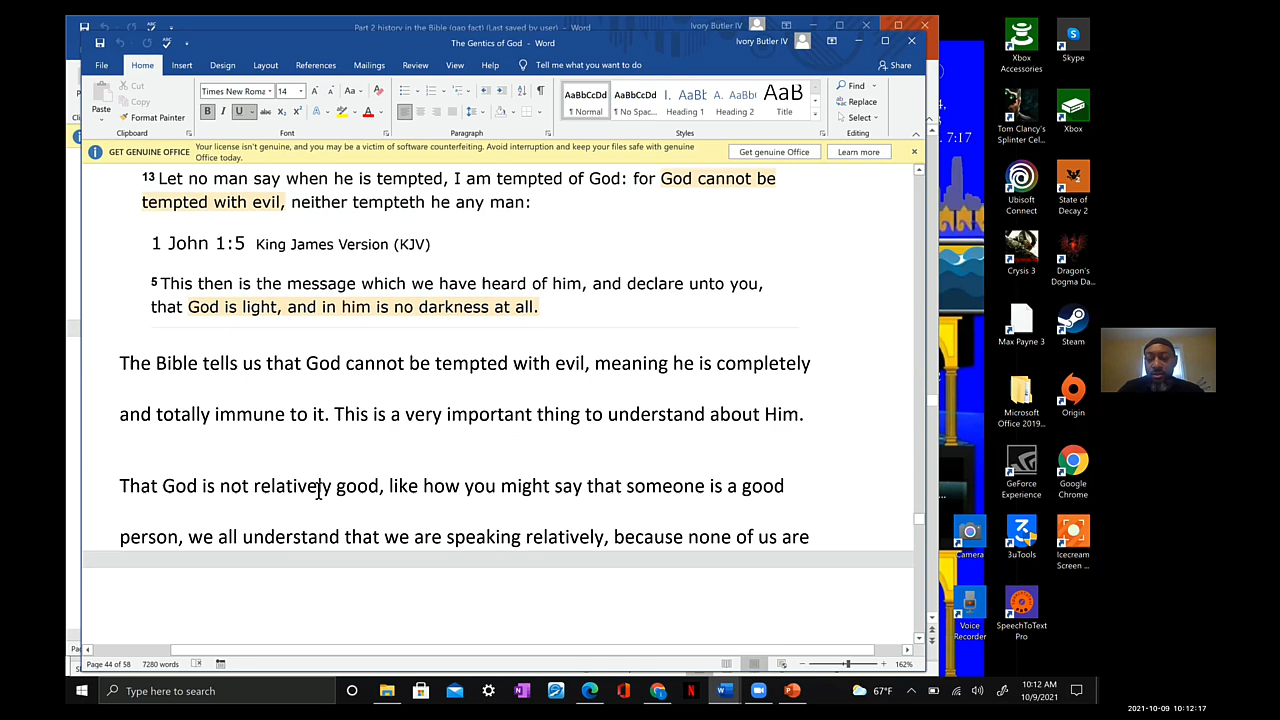 Part 2 history in the Bible (gap fact) (Last saved by user) - Word
Ivory Butler IV
The Gentics of God - Word
Ivory Butler IV
File Home Insert Design Layout References Mailings Review View Help Tell me what you want to do Share
Paste
Cut
Copy
Format Painter
Times New Roma 14
AaBbCcDd AaBbCcDd AaBbCc AaBbCcC AaB
¶ Normal ¶ No Spac... Heading 1 Heading 2 Title
Find
Replace
Select
Clipboard Font Paragraph Styles Editing
GET GENUINE OFFICE Your license isn't genuine, and you may be a victim of software counterfeiting. Avoid interruption and keep your files safe with genuine
Office today.
Get genuine Office Learn more
13 Let no man say when he is tempted, I am tempted of God: for God cannot be
tempted with evil, neither tempteth he any man:
1 John 1:5 King James Version (KJV)
5 This then is the message which we have heard of him, and declare unto you,
that God is light, and in him is no darkness at all.
The Bible tells us that God cannot be tempted with evil, meaning he is completely
and totally immune to it. This is a very important thing to understand about Him.
That God is not relatively good, like how you might say that someone is a good
person, we all understand that we are speaking relatively, because none of us are
Page 44 of 58 7280 words 162%
7:17
Xbox
Accessories
Skype
Tom Clancy's
Splinter Cel...
Xbox
Ubisoft
Connect
State of
Decay 2
Crysis 3
Dragon's
Dogma Da...
Max Payne 3
Steam
Microsoft
Office 2019...
Origin
GeForce
Experience
Google
Chrome
Camera
3uTools
Icecream
Screen ...
Voice
Recorder
SpeechToText
Pro
Type here to search
67°F
10:12 AM
10/9/2021
2021-10-09 10:12:17